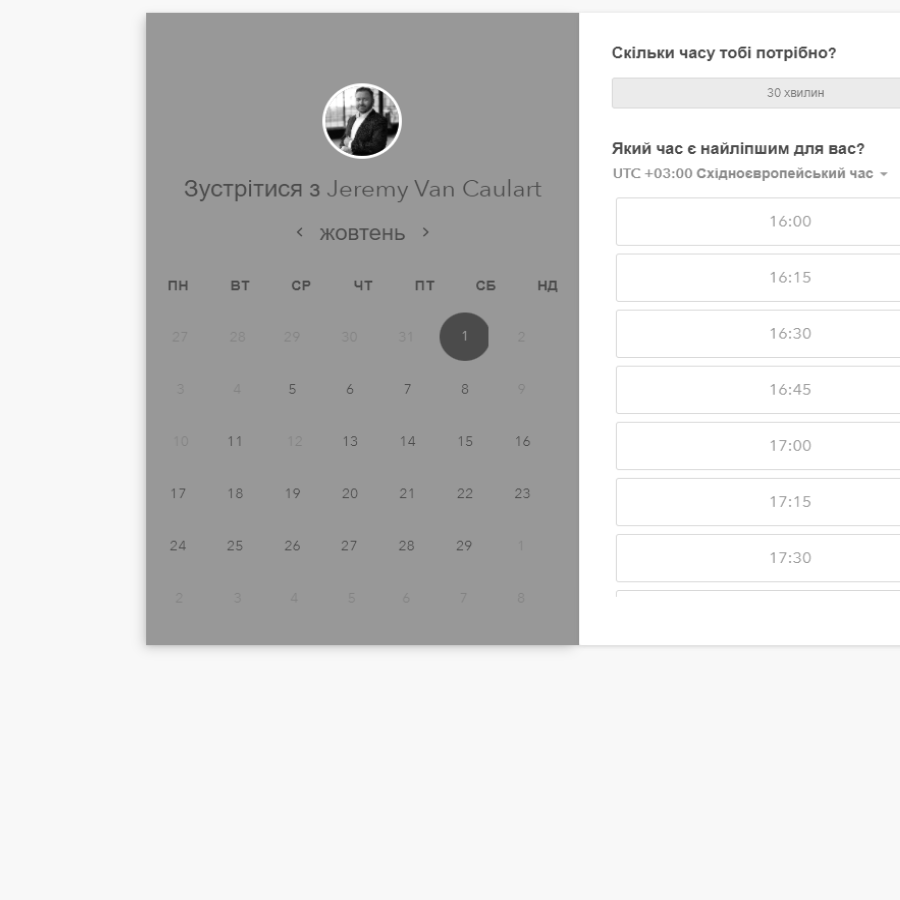 Зустрітися з Jeremy Van Caulart
жовтень
ПН ВТ СР ЧТ ПТ СБ НД
27 28 29 30 31 1 2
3 4 5 6 7 8 9
10 11 12 13 14 15 16
17 18 19 20 21 22 23
24 25 26 27 28 29 1
2 3 4 5 6 7 8
Скільки часу тобі потрібно?
30 хвилин
Який час є найліпшим для вас?
UTC +03:00 Східноєвропейський час
16:00
16:15
16:30
16:45
17:00
17:15
17:30